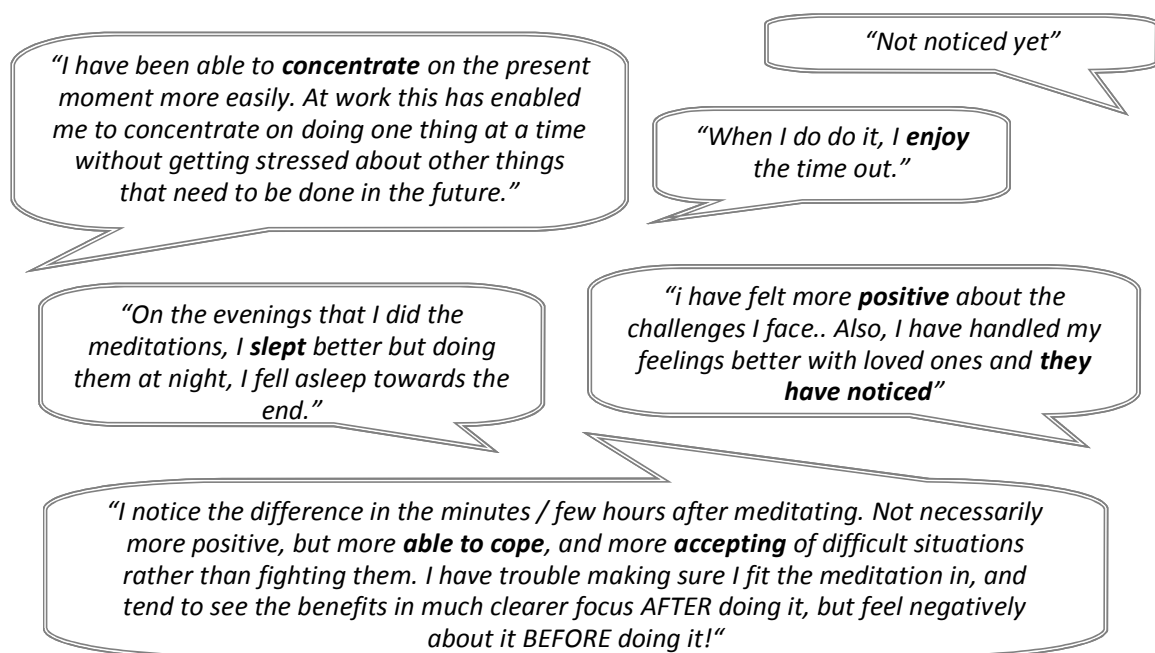 “I have been able to concentrate on the present
moment more easily. At work this has enabled
me to concentrate on doing one thing at a time
without getting stressed about other things
that need to be done in the future.”
“Not noticed yet”
“When I do do it, I enjoy
the time out.”
“On the evenings that I did the
meditations, I slept better but doing
them at night, I fell asleep towards the
end.”
“i have felt more positive about the
challenges I face.. Also, I have handled my
feelings better with loved ones and they
have noticed”
“I notice the difference in the minutes / few hours after meditating. Not necessarily
more positive, but more able to cope, and more accepting of difficult situations
rather than fighting them. I have trouble making sure I fit the meditation in, and
tend to see the benefits in much clearer focus AFTER doing it, but feel negatively
about it BEFORE doing it!“